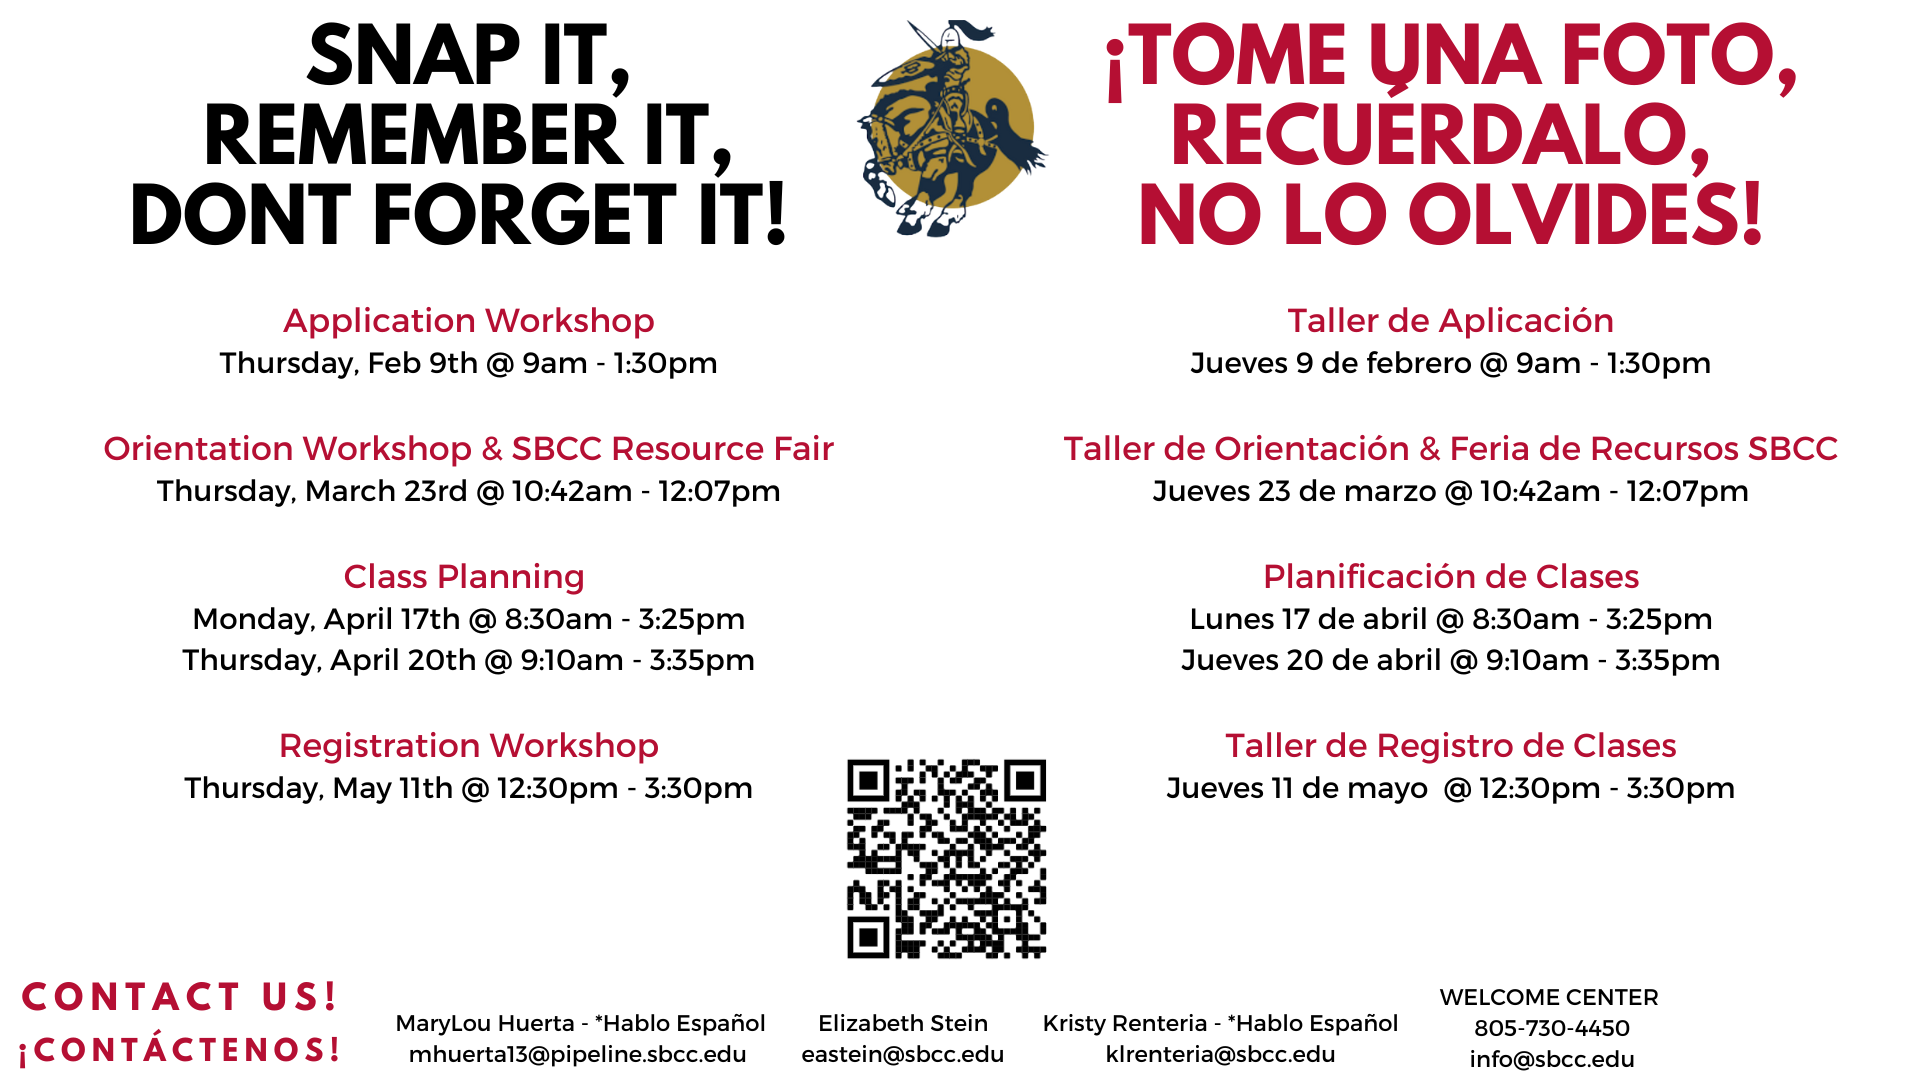 SNAP IT,
REMEMBER IT,
DONT FORGET IT!
¡TOME UNA FOTO,
RECUÉRDALO,
NO LO OLVIDES!
Application Workshop
Thursday, Feb 9th @ 9am - 1:30pm
Orientation Workshop & SBCC Resource Fair
Thursday, March 23rd @ 10:42am - 12:07pm
Class Planning
Monday, April 17th @ 8:30am - 3:25pm
Thursday, April 20th @ 9:10am - 3:35pm
Registration Workshop
Thursday, May 11th @ 12:30pm - 3:30pm
Taller de Aplicación
Jueves 9 de febrero @ 9am - 1:30pm
Taller de Orientación & Feria de Recursos SBCC
Jueves 23 de marzo @ 10:42am - 12:07pm
Planificación de Clases
Lunes 17 de abril @ 8:30am - 3:25pm
Jueves 20 de abril @ 9:10am - 3:35pm
Taller de Registro de Clases
Jueves 11 de mayo @ 12:30pm - 3:30pm
CONTACT US!
¡CONTÁCTENOS!
MaryLou Huerta - *Hablo Español
mhuerta13@pipeline.sbcc.edu
Elizabeth Stein
eastein@sbcc.edu
Kristy Renteria - *Hablo Español
klrenteria@sbcc.edu
WELCOME CENTER
805-730-4450
info@sbcc.edu